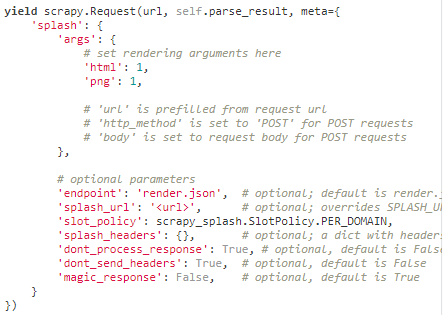 yield scrapy.Request(url, self.parse_result, meta={
    'splash': {
        'args': {
            # set rendering arguments here
            'html': 1,
            'png': 1,

            # 'url' is prefilled from request url
            # 'http_method' is set to 'POST' for POST requests
            # 'body' is set to request body for POST requests
        },

        # optional parameters
        'endpoint': 'render.json',  # optional; default is render.
        'splash_url': '<url>',      # optional; overrides SPLASH_U
        'slot_policy': scrapy_splash.SlotPolicy.PER_DOMAIN,
        'splash_headers': {},       # optional; a dict with header
        'dont_process_response': True, # optional, default is Fals
        'dont_send_headers': True,  # optional, default is False
        'magic_response': False,    # optional, default is True
    }
})